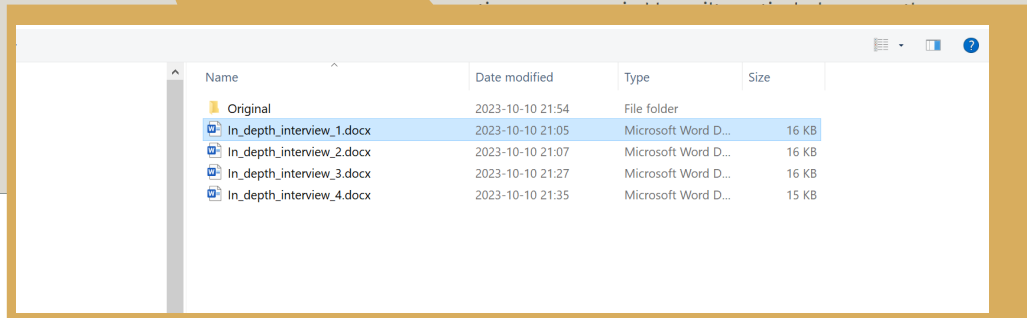 ?
Name Date modified Type Size
Original 2023-10-10 21:54 File folder
In_depth_interview_1.docx 2023-10-10 21:05 Microsoft Word D... 16 KB
In_depth_interview_2.docx 2023-10-10 21:07 Microsoft Word D... 16 KB
In_depth_interview_3.docx 2023-10-10 21:27 Microsoft Word D... 16 KB
In_depth_interview_4.docx 2023-10-10 21:35 Microsoft Word D... 15 KB